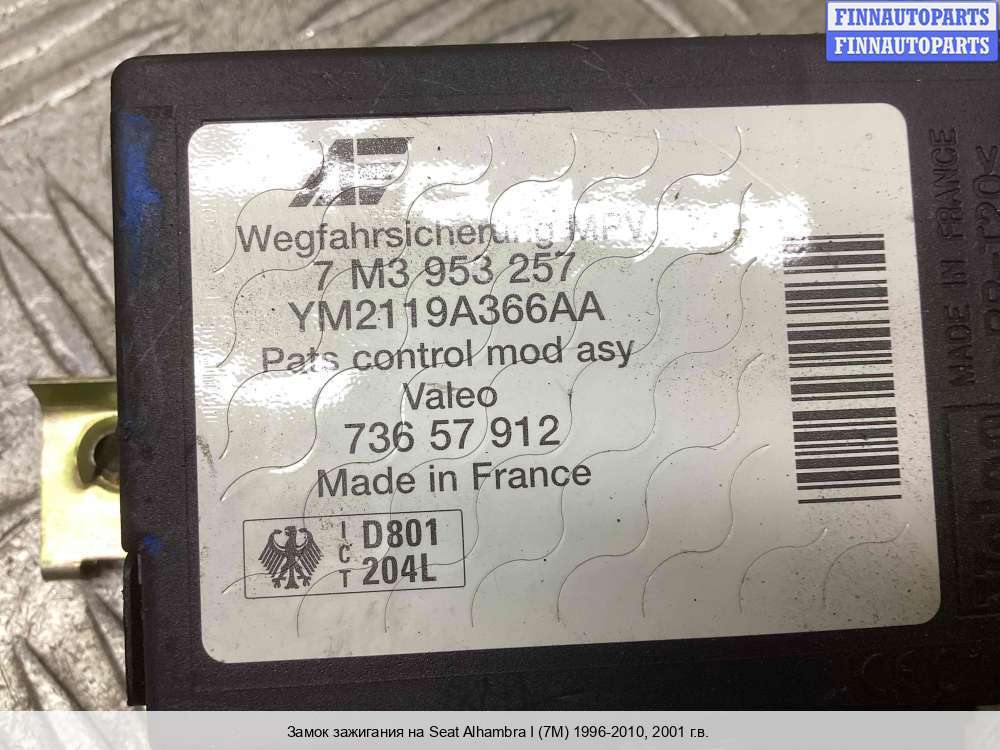 FINNAUTOPARTS
FINNAUTOPARTS
Wegfahrsicherung MPV
7 M3 953 257
YM2119A366AA
Pats control mod asy
Valeo
736 57 912
Made in France
I D801
C
T 204L
MADE IN FRANCE
Замок зажигания на Seat Alhambra I (7M) 1996-2010, 2001 г.в.